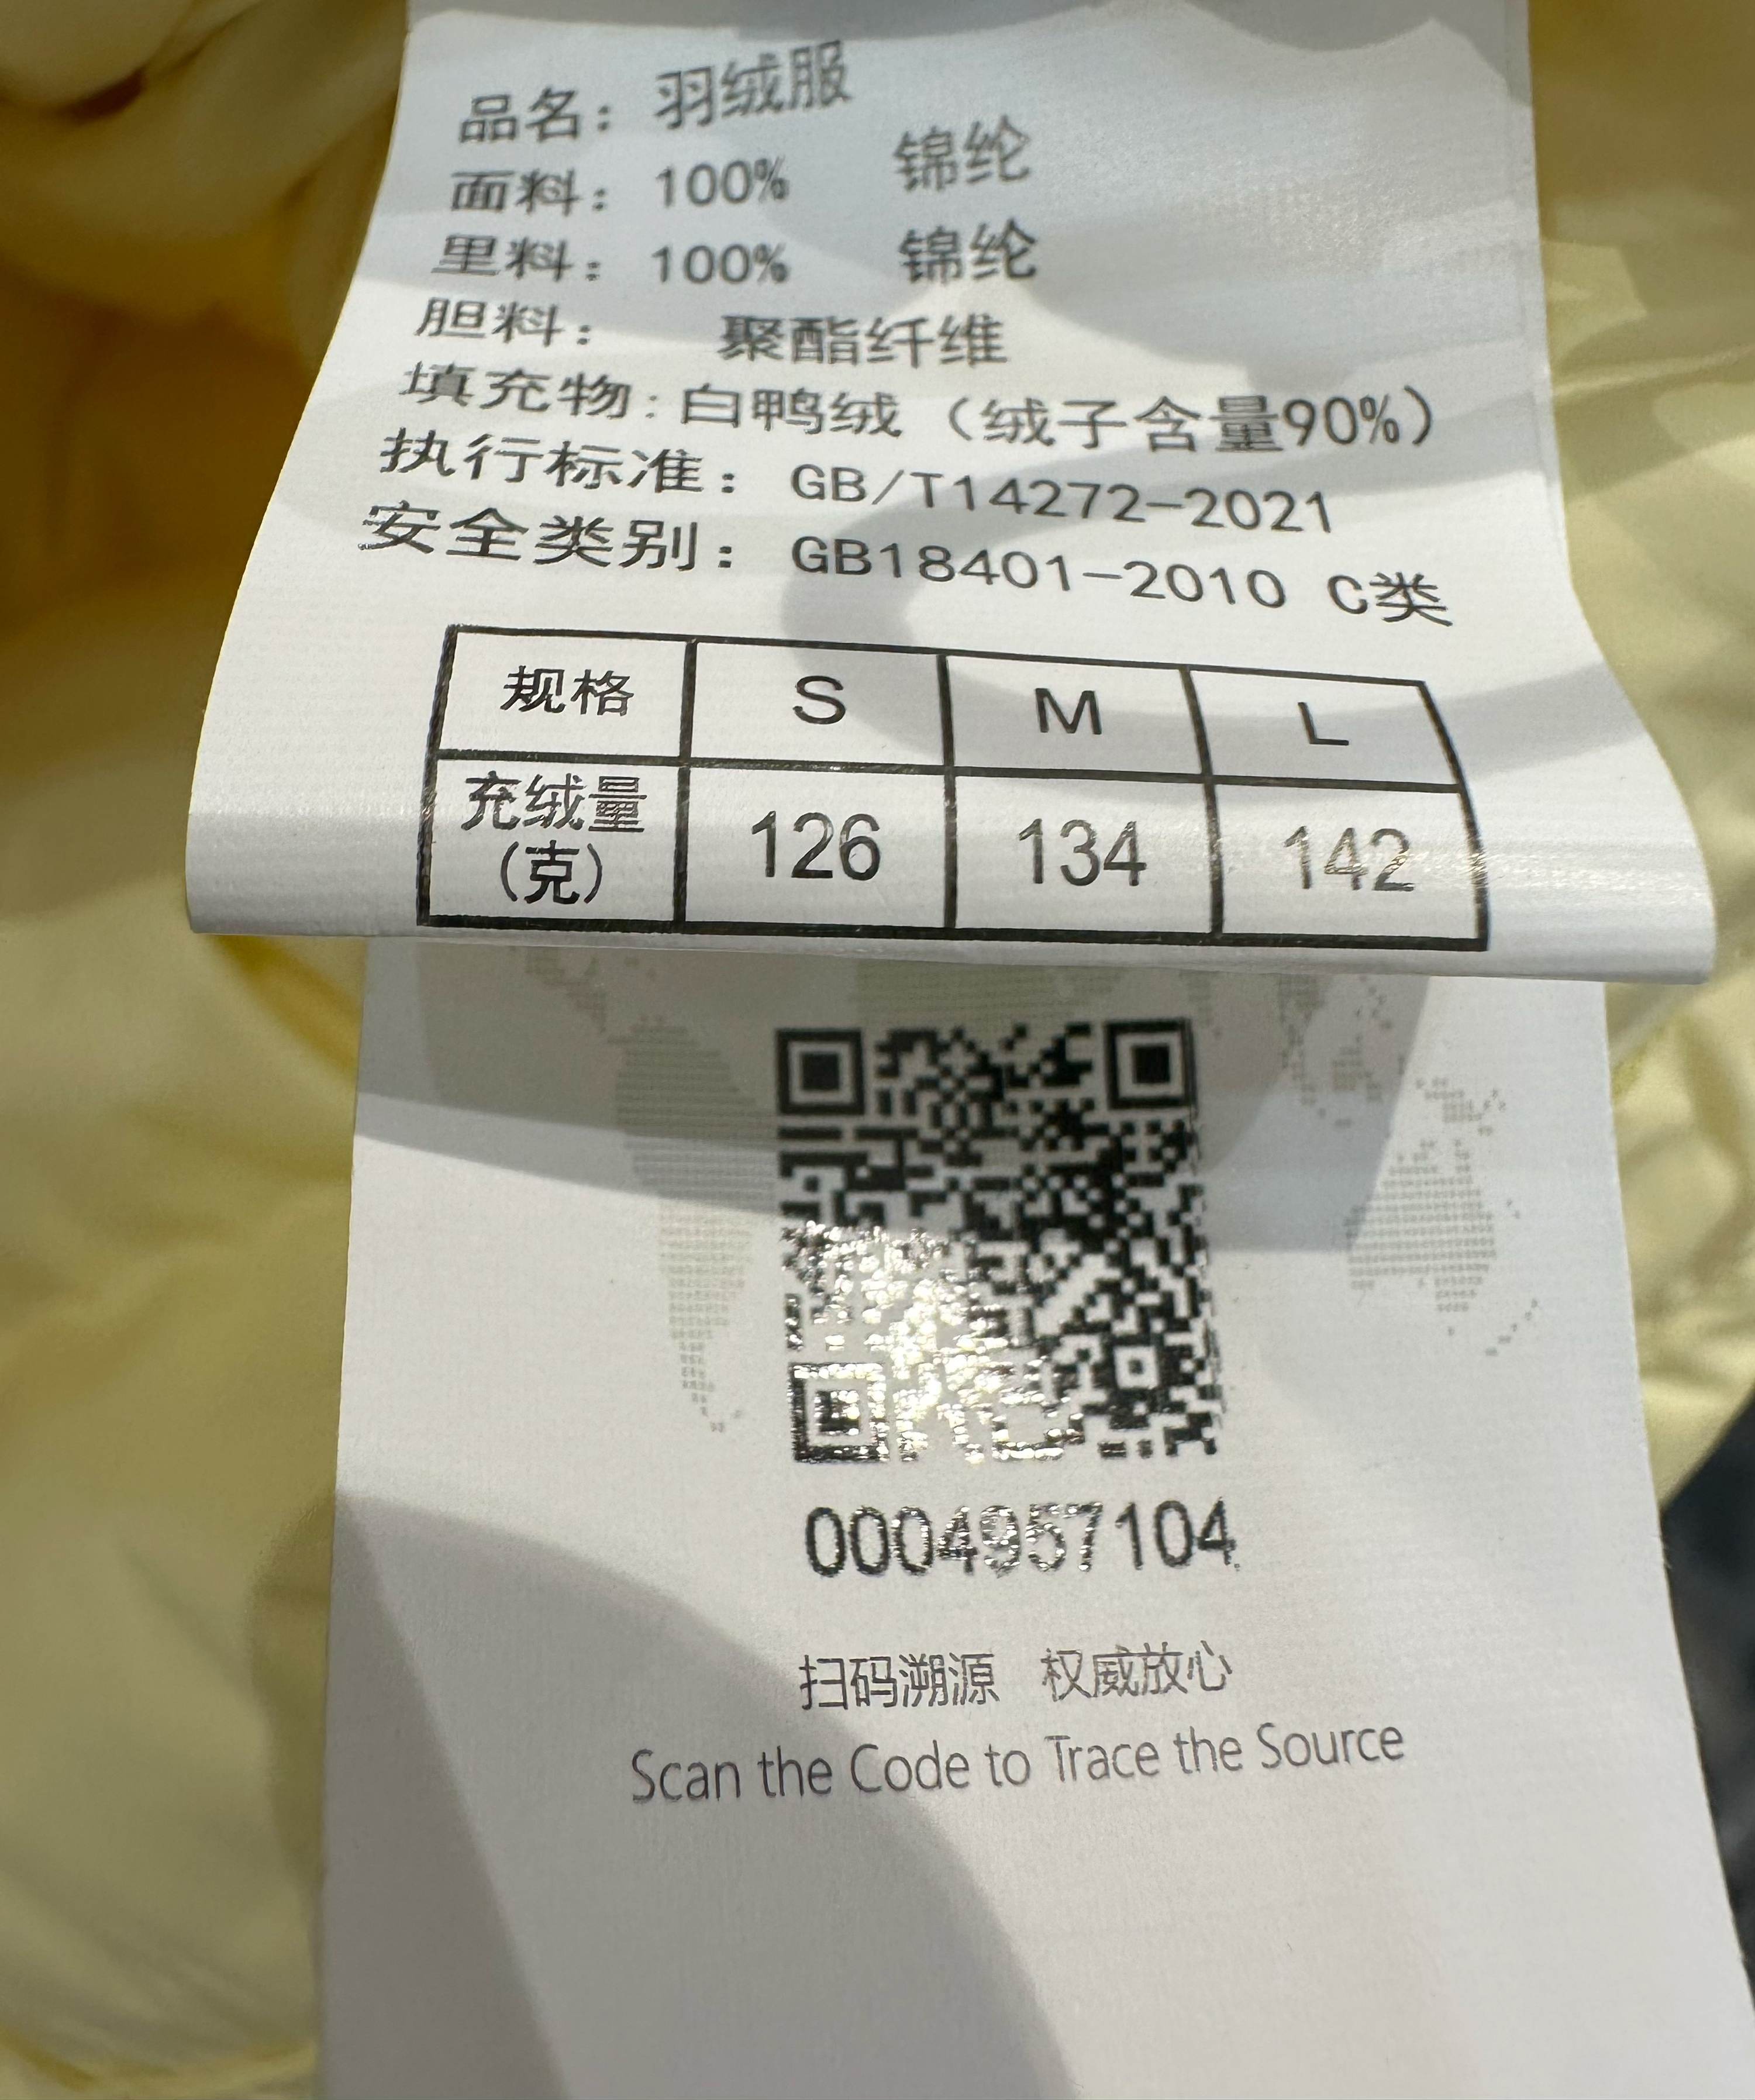 品名：羽绒服
面料：100% 锦纶
里料：100% 锦纶
胆料： 聚酯纤维
填充物:白鸭绒（绒子含量90%）
执行标准：GB/T14272-2021
安全类别：GB18401-2010 C类
规格 S M L
充绒量 126 134 142
(克)
0004957104
扫码溯源 权威放心
Scan the Code to Trace the Source